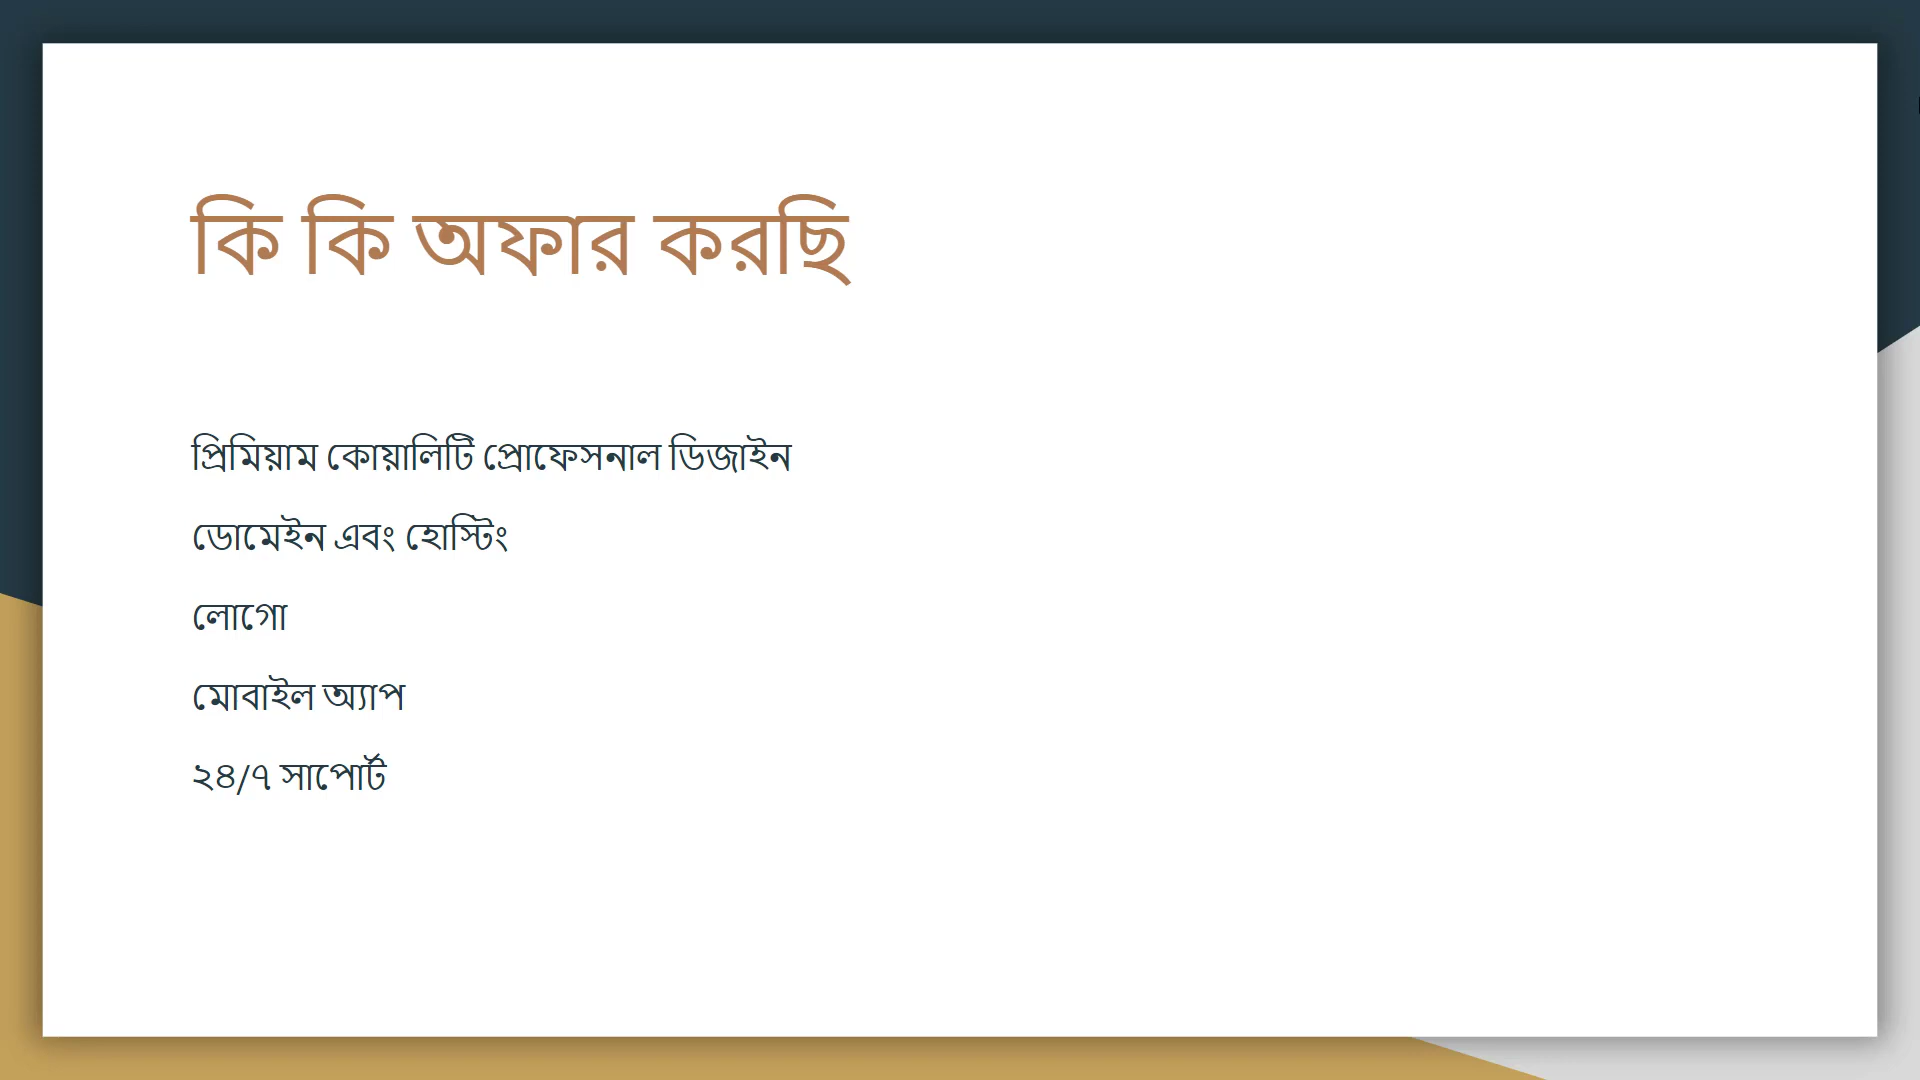 কি কি অফার করছি
প্রিমিয়াম কোয়ালিটি প্রোফেসনাল ডিজাইন
ডোমেইন এবং হোস্টিং
লোগো
মোবাইল অ্যাপ
২৪/৭ সাপোর্ট